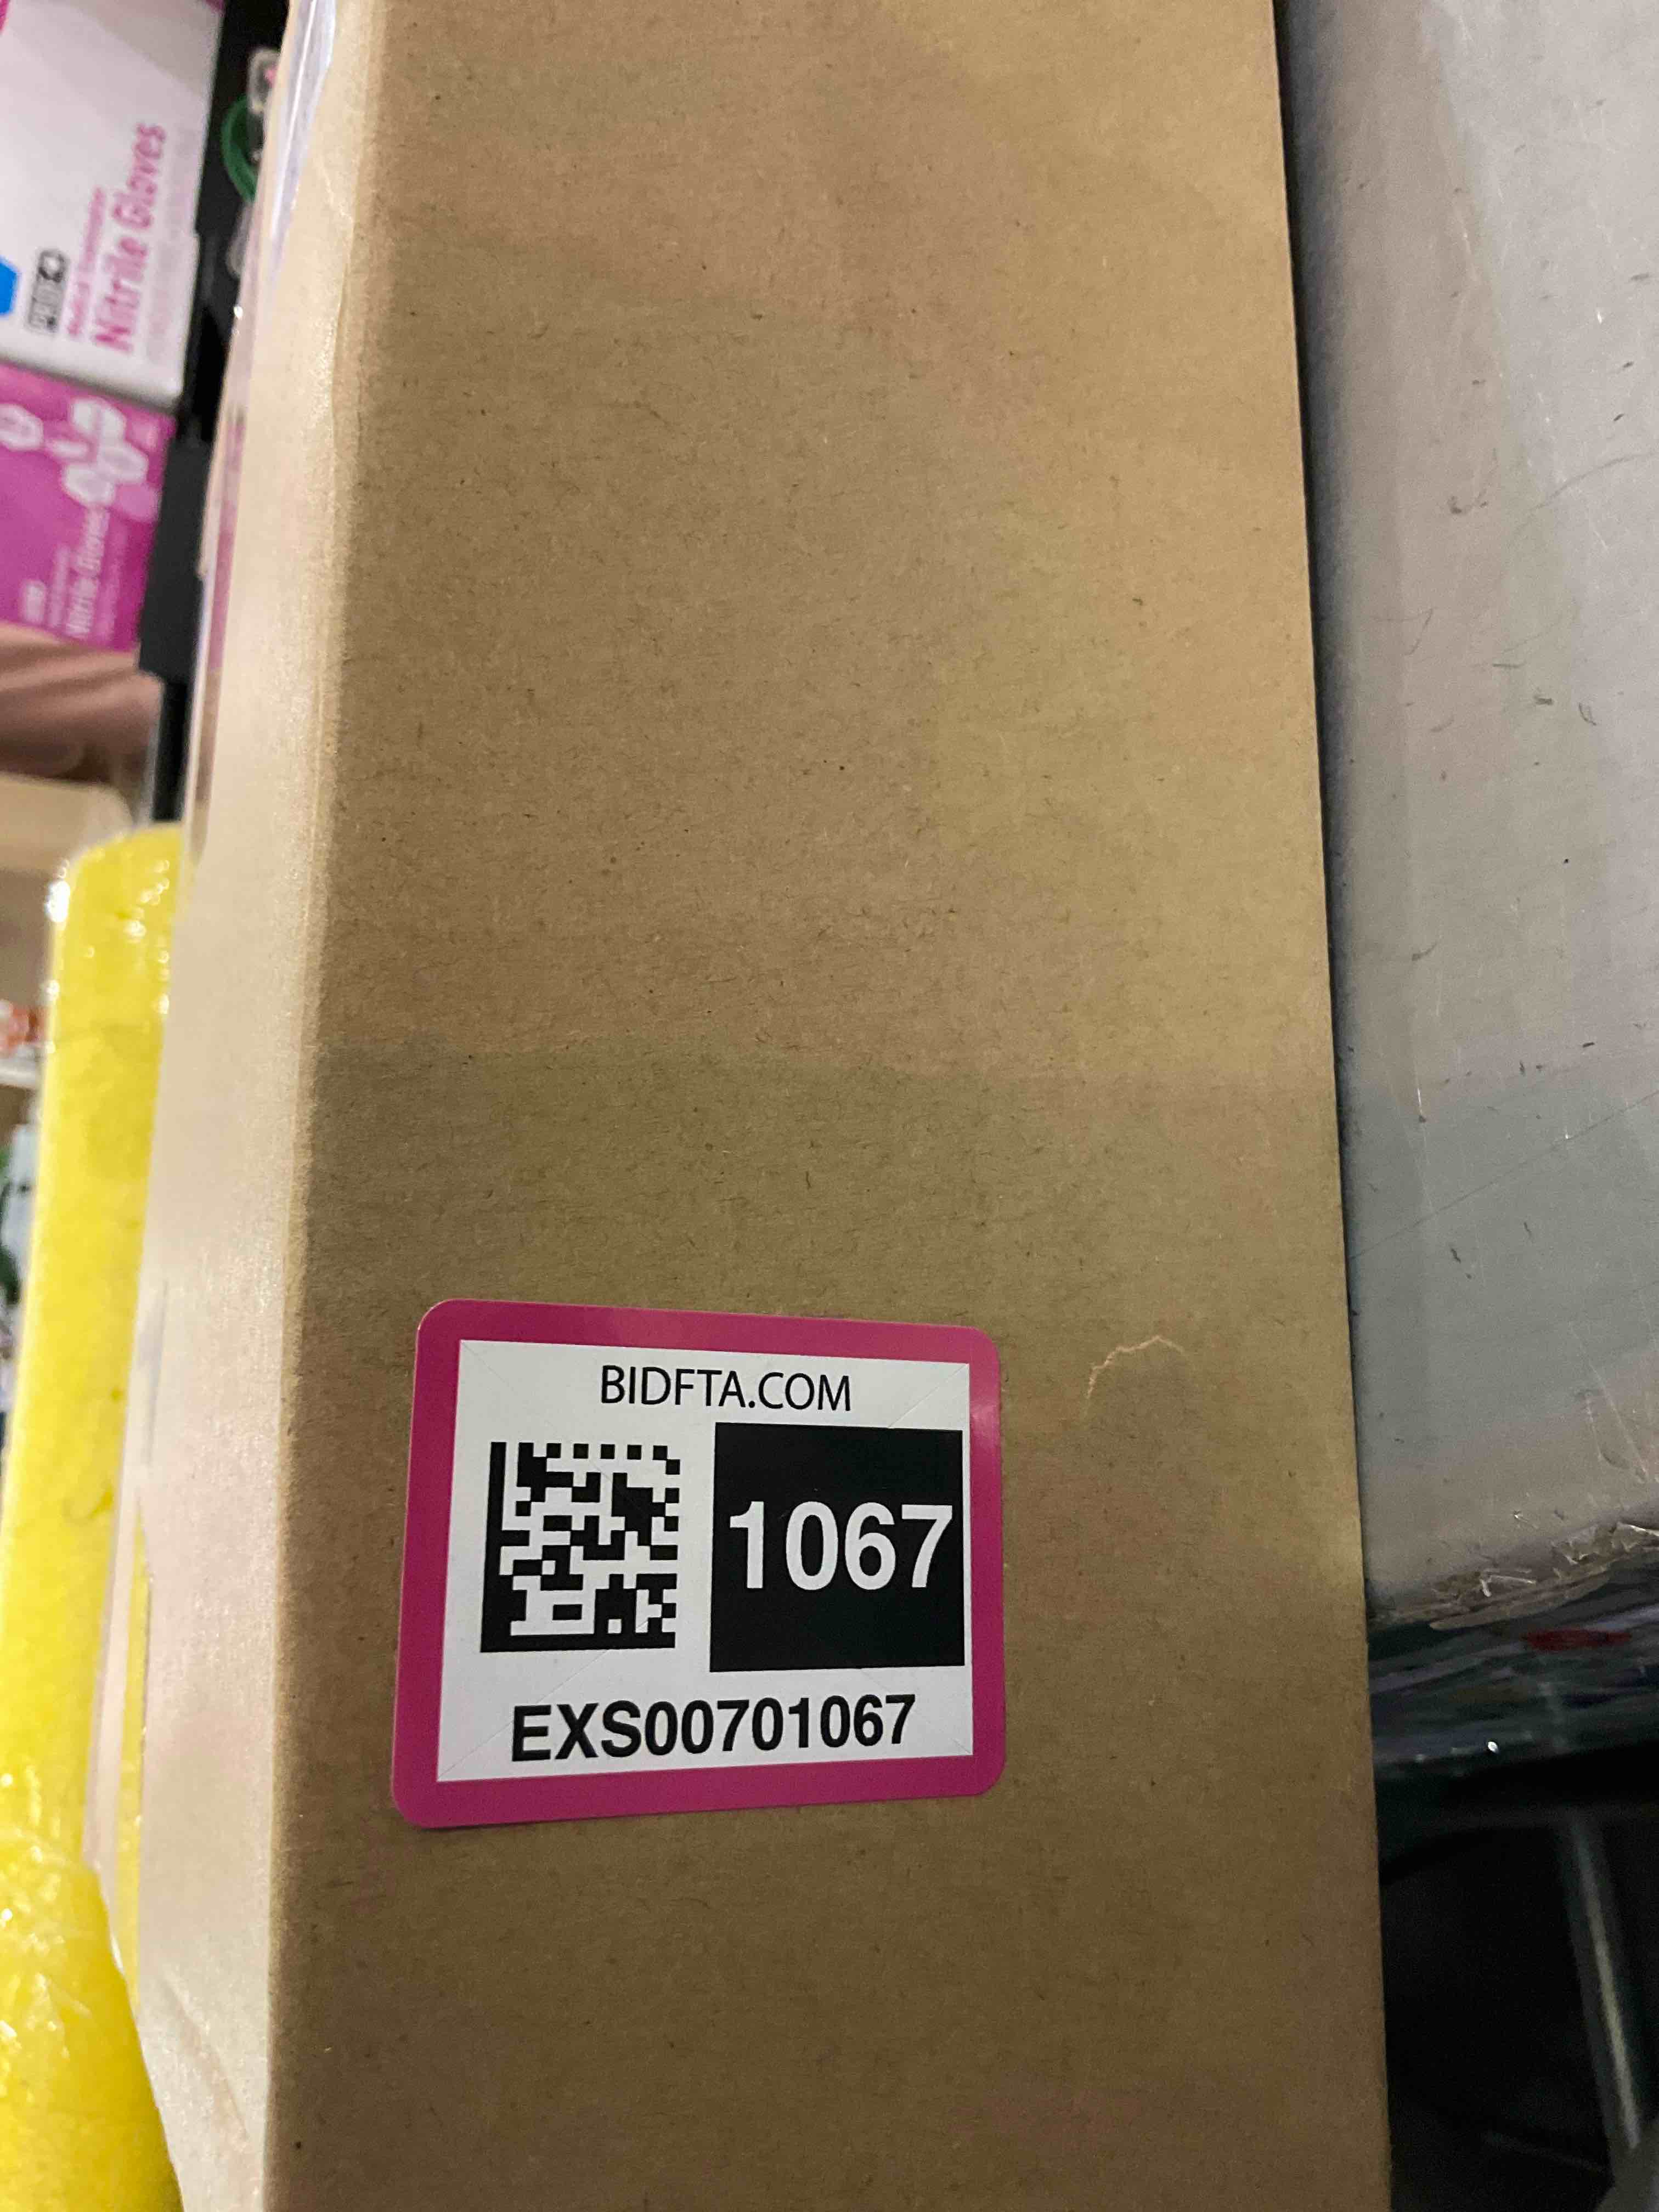 Nitrile Gloves
Nitrile Gloves
BIDFTA.COM
1067
EXS00701067